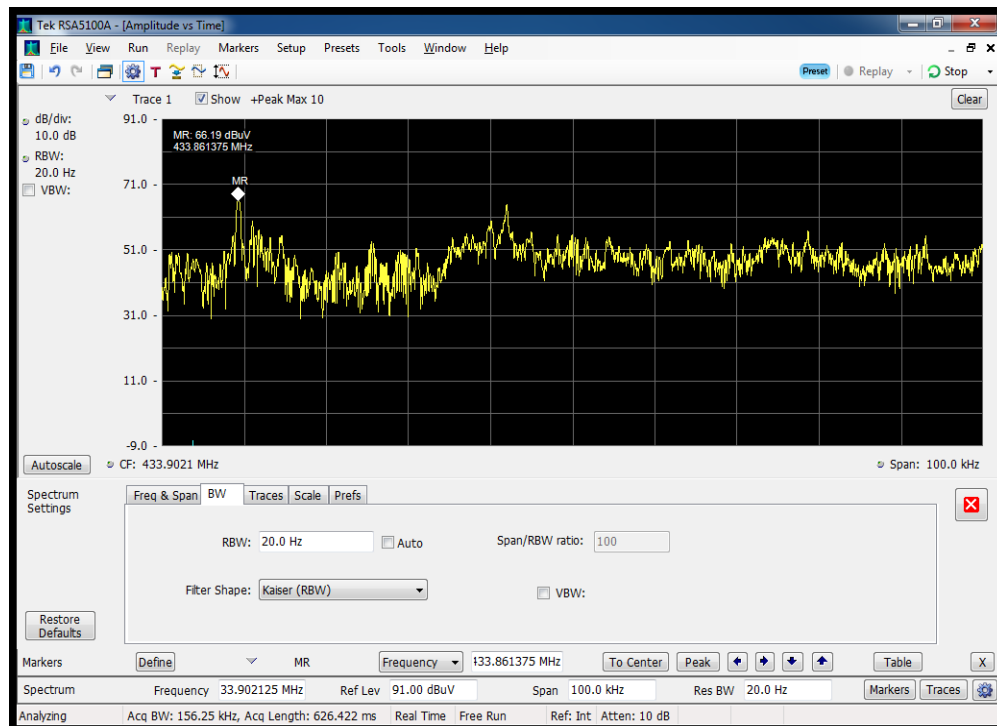 Tek RSA5100A - [Amplitude vs Time]
File View Run Replay Markers Setup Presets Tools Window Help
T Preset Replay Stop
Trace 1 Show +Peak Max 10 Clear
dB/div:
10.0 dB
RBW:
20.0 Hz
VBW:
91.0 -
71.0 -
51.0 -
31.0 -
11.0 -
-9.0 -
MR: 66.19 dBuV
433.861375 MHz
MR
Autoscale CF: 433.9021 MHz Span: 100.0 kHz
Spectrum
Settings
Freq & Span BW Traces Scale Prefs
RBW: 20.0 Hz Auto Span/RBW ratio: 100
Filter Shape: Kaiser (RBW) VBW:
Restore
Defaults
Markers Define MR Frequency 433.861375 MHz To Center Peak Table X
Spectrum Frequency 33.902125 MHz Ref Lev 91.00 dBuV Span 100.0 kHz Res BW 20.0 Hz Markers Traces
Analyzing Acq BW: 156.25 kHz, Acq Length: 626.422 ms Real Time Free Run Ref: Int Atten: 10 dB